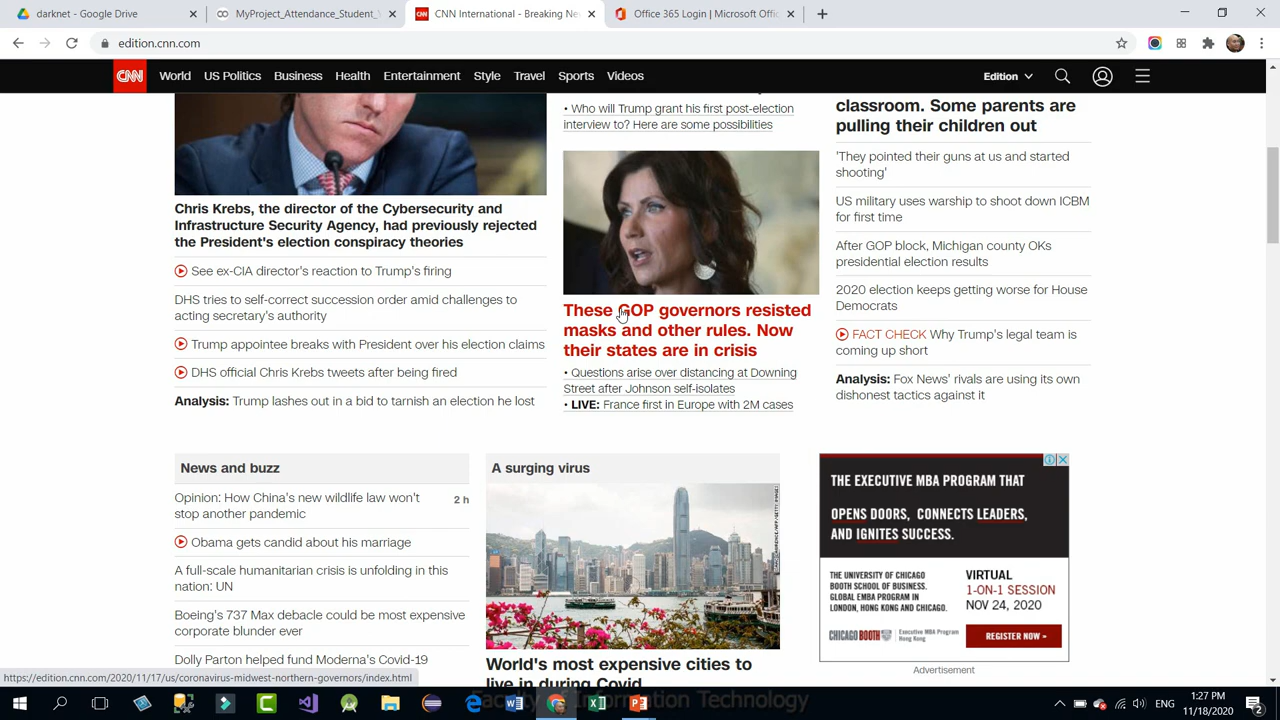 darknet - Google Drive
MyProject_Attendance_Student_
CNN International - Breaking Ne
Office 365 Login | Microsoft Offic
edition.cnn.com
CNN World US Politics Business Health Entertainment Style Travel Sports Videos
Edition
• Who will Trump grant his first post-election
interview to? Here are some possibilities
Chris Krebs, the director of the Cybersecurity and
Infrastructure Security Agency, had previously rejected
the President's election conspiracy theories
See ex-CIA director's reaction to Trump's firing
DHS tries to self-correct succession order amid challenges to
acting secretary's authority
Trump appointee breaks with President over his election claims
DHS official Chris Krebs tweets after being fired
Analysis: Trump lashes out in a bid to tarnish an election he lost
These GOP governors resisted
masks and other rules. Now
their states are in crisis
• Questions arise over distancing at Downing
Street after Johnson self-isolates
• LIVE: France first in Europe with 2M cases
classroom. Some parents are
pulling their children out
'They pointed their guns at us and started
shooting'
US military uses warship to shoot down ICBM
for first time
After GOP block, Michigan county OKs
presidential election results
2020 election keeps getting worse for House
Democrats
FACT CHECK Why Trump's legal team is
coming up short
Analysis: Fox News' rivals are using its own
dishonest tactics against it
News and buzz
Opinion: How China's new wildlife law won't
stop another pandemic
2 h
Obama gets candid about his marriage
A full-scale humanitarian crisis is unfolding in this
nation: UN
Boeing's 737 Max debacle could be most expensive
corporate blunder ever
Dolly Parton helped fund Moderna's Covid-19
A surging virus
World's most expensive cities to
live in during Covid
THE EXECUTIVE MBA PROGRAM THAT
OPENS DOORS, CONNECTS LEADERS,
AND IGNITES SUCCESS.
THE UNIVERSITY OF CHICAGO
BOOTH SCHOOL OF BUSINESS.
GLOBAL EMBA PROGRAM IN
LONDON, HONG KONG AND CHICAGO.
CHICAGO BOOTH
Executive MBA Program
Hong Kong
VIRTUAL
1-ON-1 SESSION
NOV 24, 2020
REGISTER NOW »
Advertisement
https://edition.cnn.com/2020/11/17/us/coronavirus-midwest-northern-governors/index.html
Faculty of Information Technology
ENG
1:27 PM
11/18/2020
2